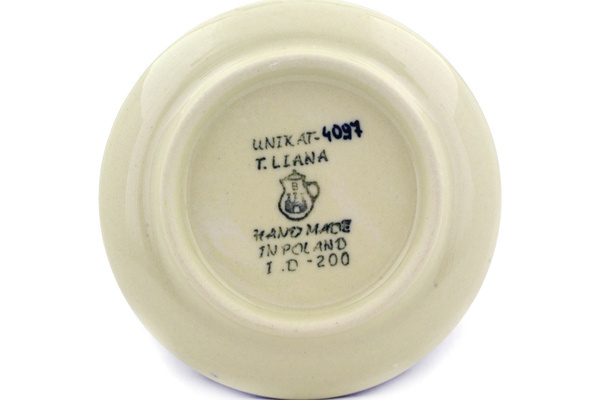 UNIKAT-4097
T.LIANA
B
HAND MADE
IN POLAND
I.D-200